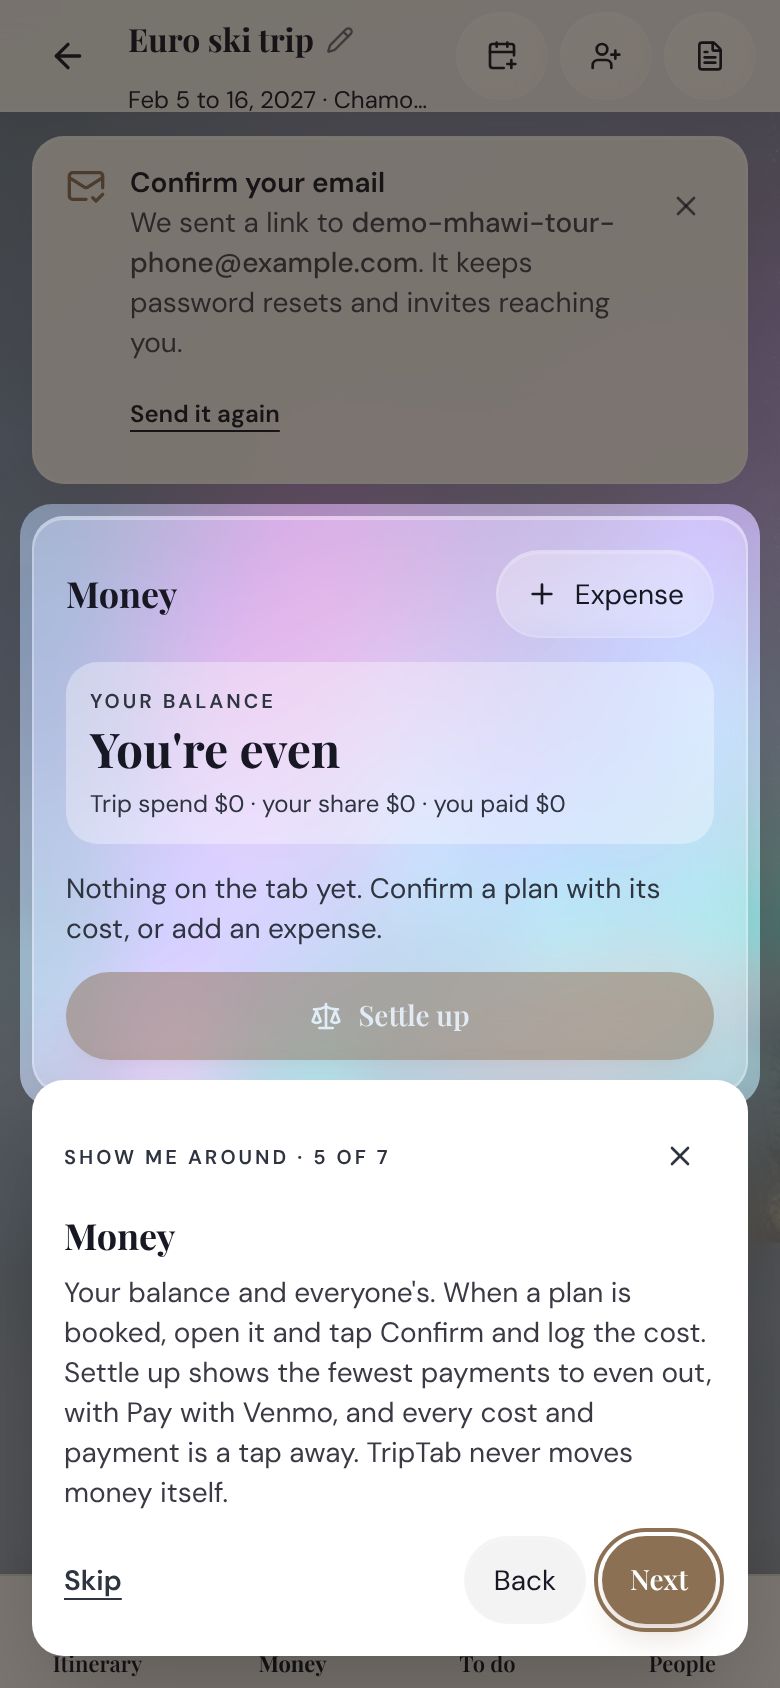 Euro ski trip
Feb 5 to 16, 2027 · Chamo...
Confirm your email
We sent a link to demo-mhawi-tour-
phone@example.com. It keeps
password resets and invites reaching
you.
Send it again
Money
+ Expense
YOUR BALANCE
You're even
Trip spend $0 · your share $0 · you paid $0
Nothing on the tab yet. Confirm a plan with its
cost, or add an expense.
Settle up
SHOW ME AROUND · 5 OF 7
Money
Your balance and everyone's. When a plan is
booked, open it and tap Confirm and log the cost.
Settle up shows the fewest payments to even out,
with Pay with Venmo, and every cost and
payment is a tap away. TripTab never moves
money itself.
Skip
Back
Next
Itinerary
Money
To do
People